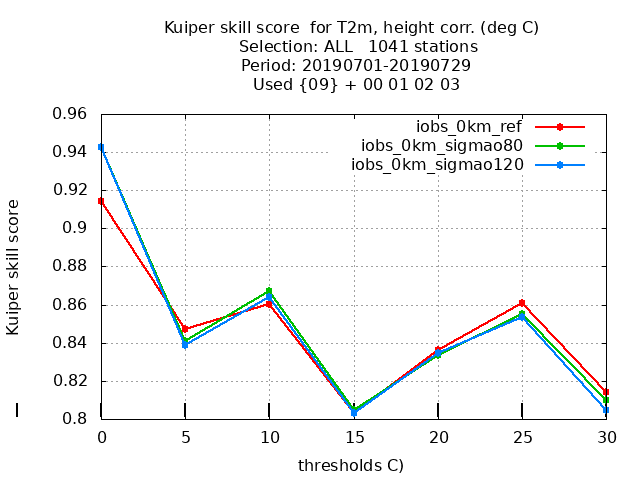 Kuiper skill score  for T2m, height corr. (deg C)
Selection: ALL   1041 stations
Period: 20190701-20190729
Used {09} + 00 01 02 03
0.96
0.94
0.92
0.9
0.88
0.86
0.84
0.82
0.8
Kuiper skill score
iobs_0km_ref
iobs_0km_sigmao80
iobs_0km_sigmao120
0 5 10 15 20 25 30
thresholds C)